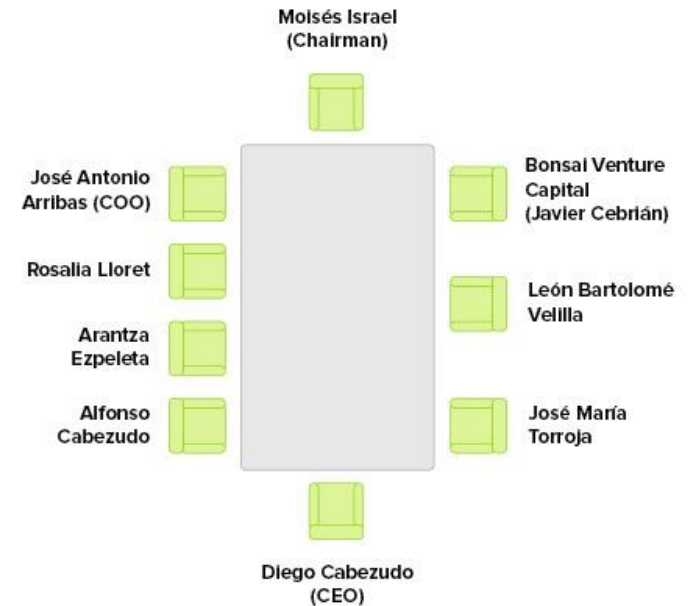 Moisés Israel
(Chairman)
José Antonio
Arribas (COO)
Rosalia Lloret
Arantza
Ezpeleta
Alfonso
Cabezudo
Bonsai Venture
Capital
(Javier Cebrián)
León Bartolomé
Velilla
José María
Torroja
Diego Cabezudo
(CEO)